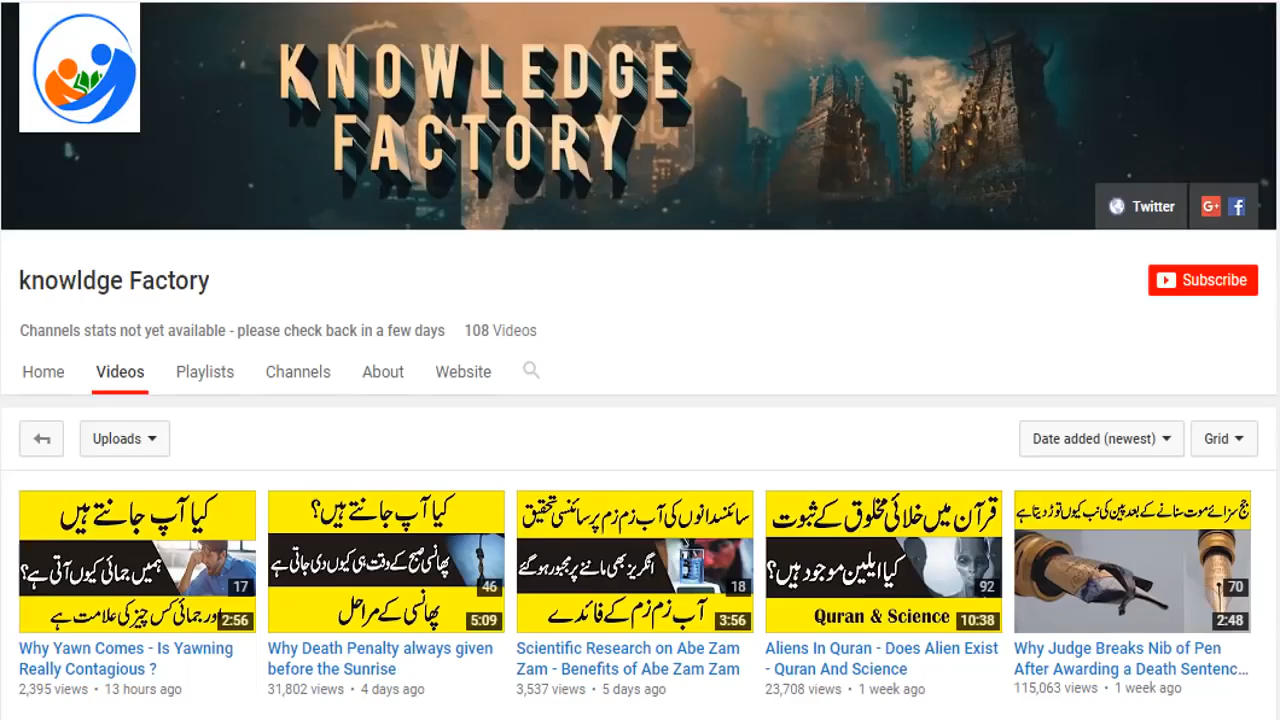 KNOWLEDGE
FACTORY
Twitter
G+ f
knowldge Factory
Subscribe
Channels stats not yet available - please check back in a few days 108 Videos
Home Videos Playlists Channels About Website
Uploads
Date added (newest) Grid
کیا آپ جانتے ہیں
ہمیں جمائی کیوں آتی ہے؟
17
اور جمائی کس چیز کی علامت ہے
2:56
Why Yawn Comes - Is Yawning
Really Contagious ?
2,395 views • 13 hours ago
کیا آپ جانتے ہیں؟
پھانسی صبح کے وقت ہی کیوں دی جاتی ہے
46
پھانسی کے مراحل
5:09
Why Death Penalty always given
before the Sunrise
31,802 views • 4 days ago
سائنسدانوں کی آب زم زم پر سائنسی تحقیق
انگریز بھی ماننے پر مجبور ہو گئے
18
آب زم زم کے فائدے
3:56
Scientific Research on Abe Zam
Zam - Benefits of Abe Zam Zam
3,537 views • 5 days ago
قرآن میں خلائی مخلوق کے ثبوت
کیا ایلین موجود ہیں؟
92
Quran & Science
10:38
Aliens In Quran - Does Alien Exist
- Quran And Science
23,708 views • 1 week ago
جج سزائے موت سنانے کے بعد پین کی نب کیوں توڑ دیتا ہے
70
2:48
Why Judge Breaks Nib of Pen
After Awarding a Death Sentenc...
115,063 views • 1 week ago